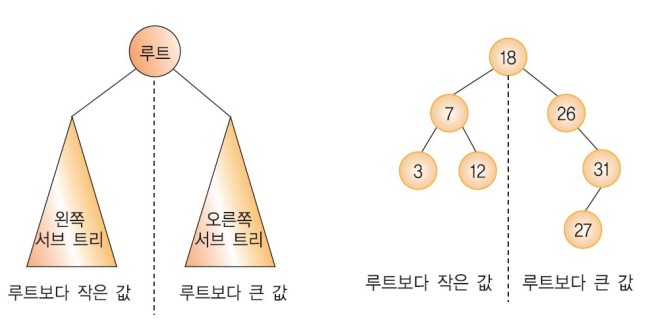 루트
왼쪽
서브 트리
오른쪽
서브 트리
루트보다 작은 값
루트보다 큰 값
18
7
26
3
12
31
27
루트보다 작은 값
루트보다 큰 값